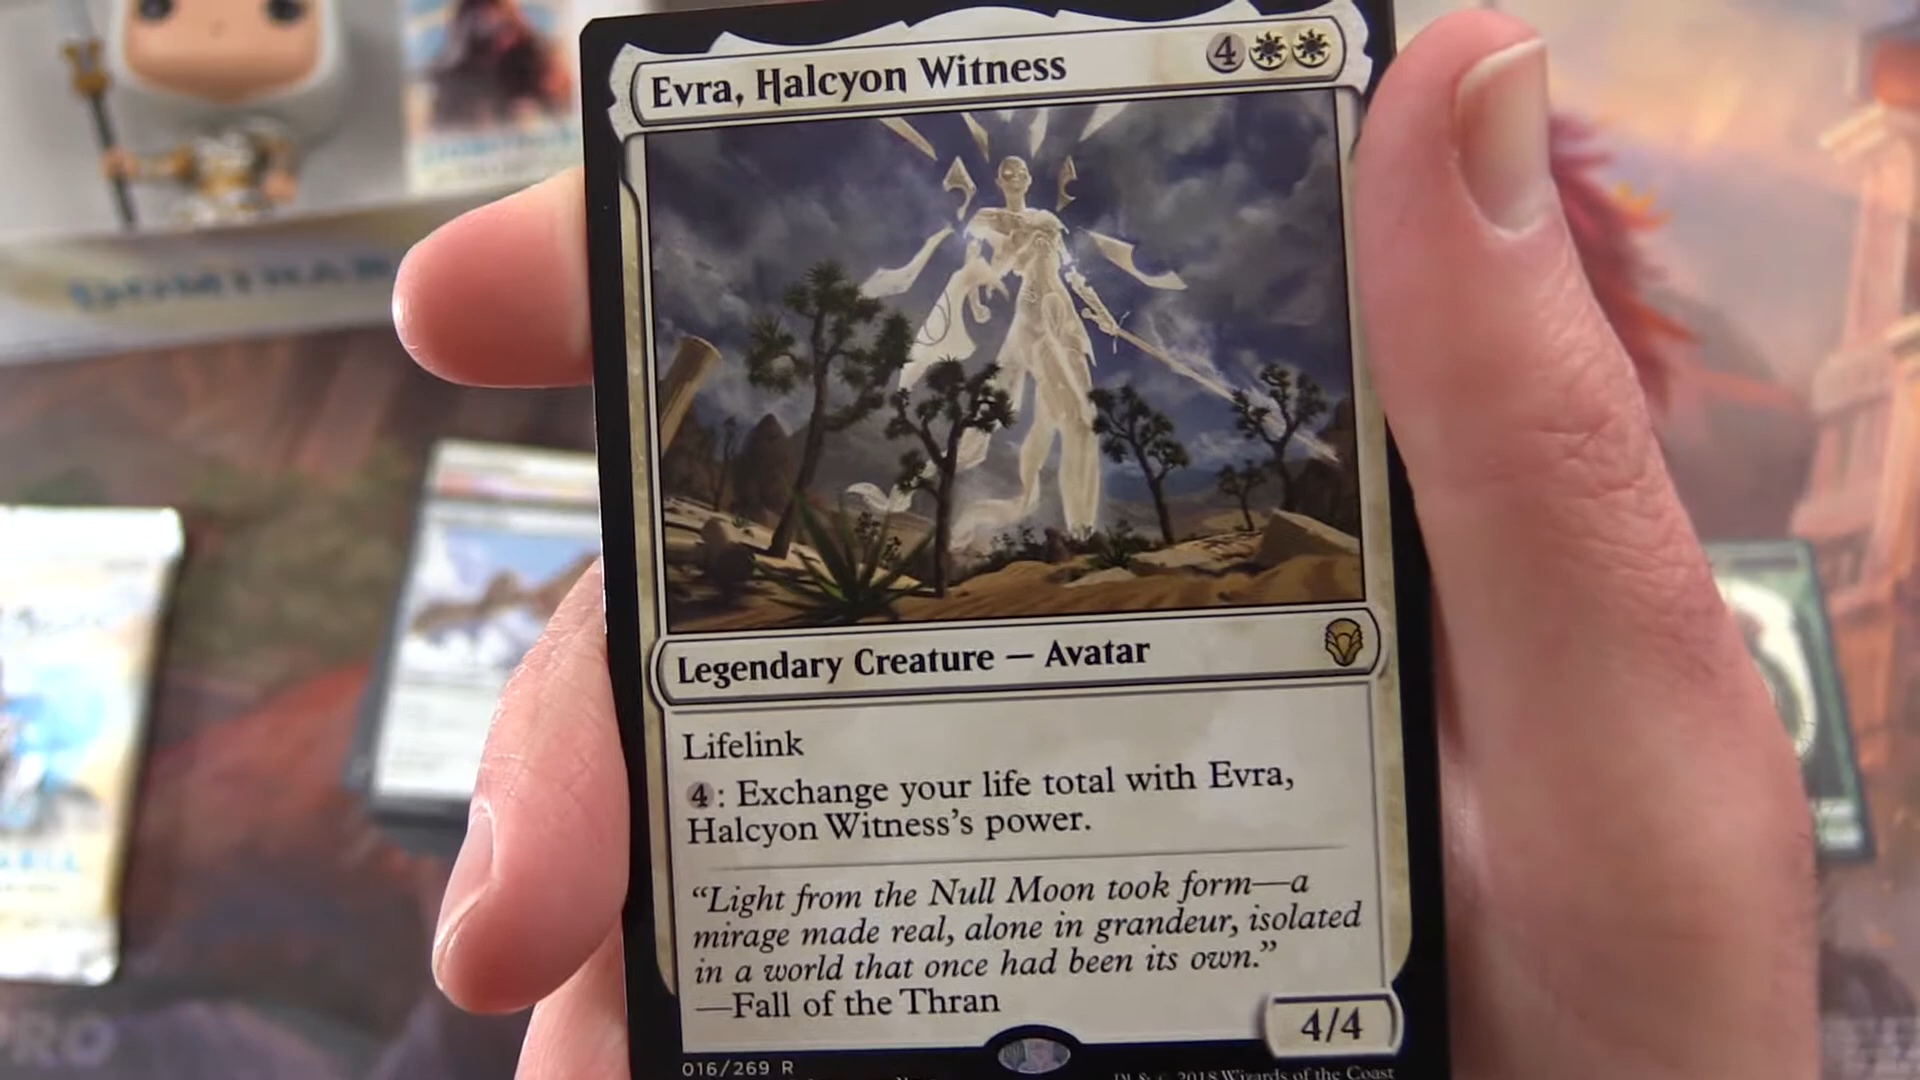 Evra, Halcyon Witness 4
Legendary Creature — Avatar
Lifelink
4: Exchange your life total with Evra,
Halcyon Witness's power.
“Light from the Null Moon took form—a
mirage made real, alone in grandeur, isolated
in a world that once had been its own.”
—Fall of the Thran
4/4
016/269 R
2018 Wizards of the Coast
PRO